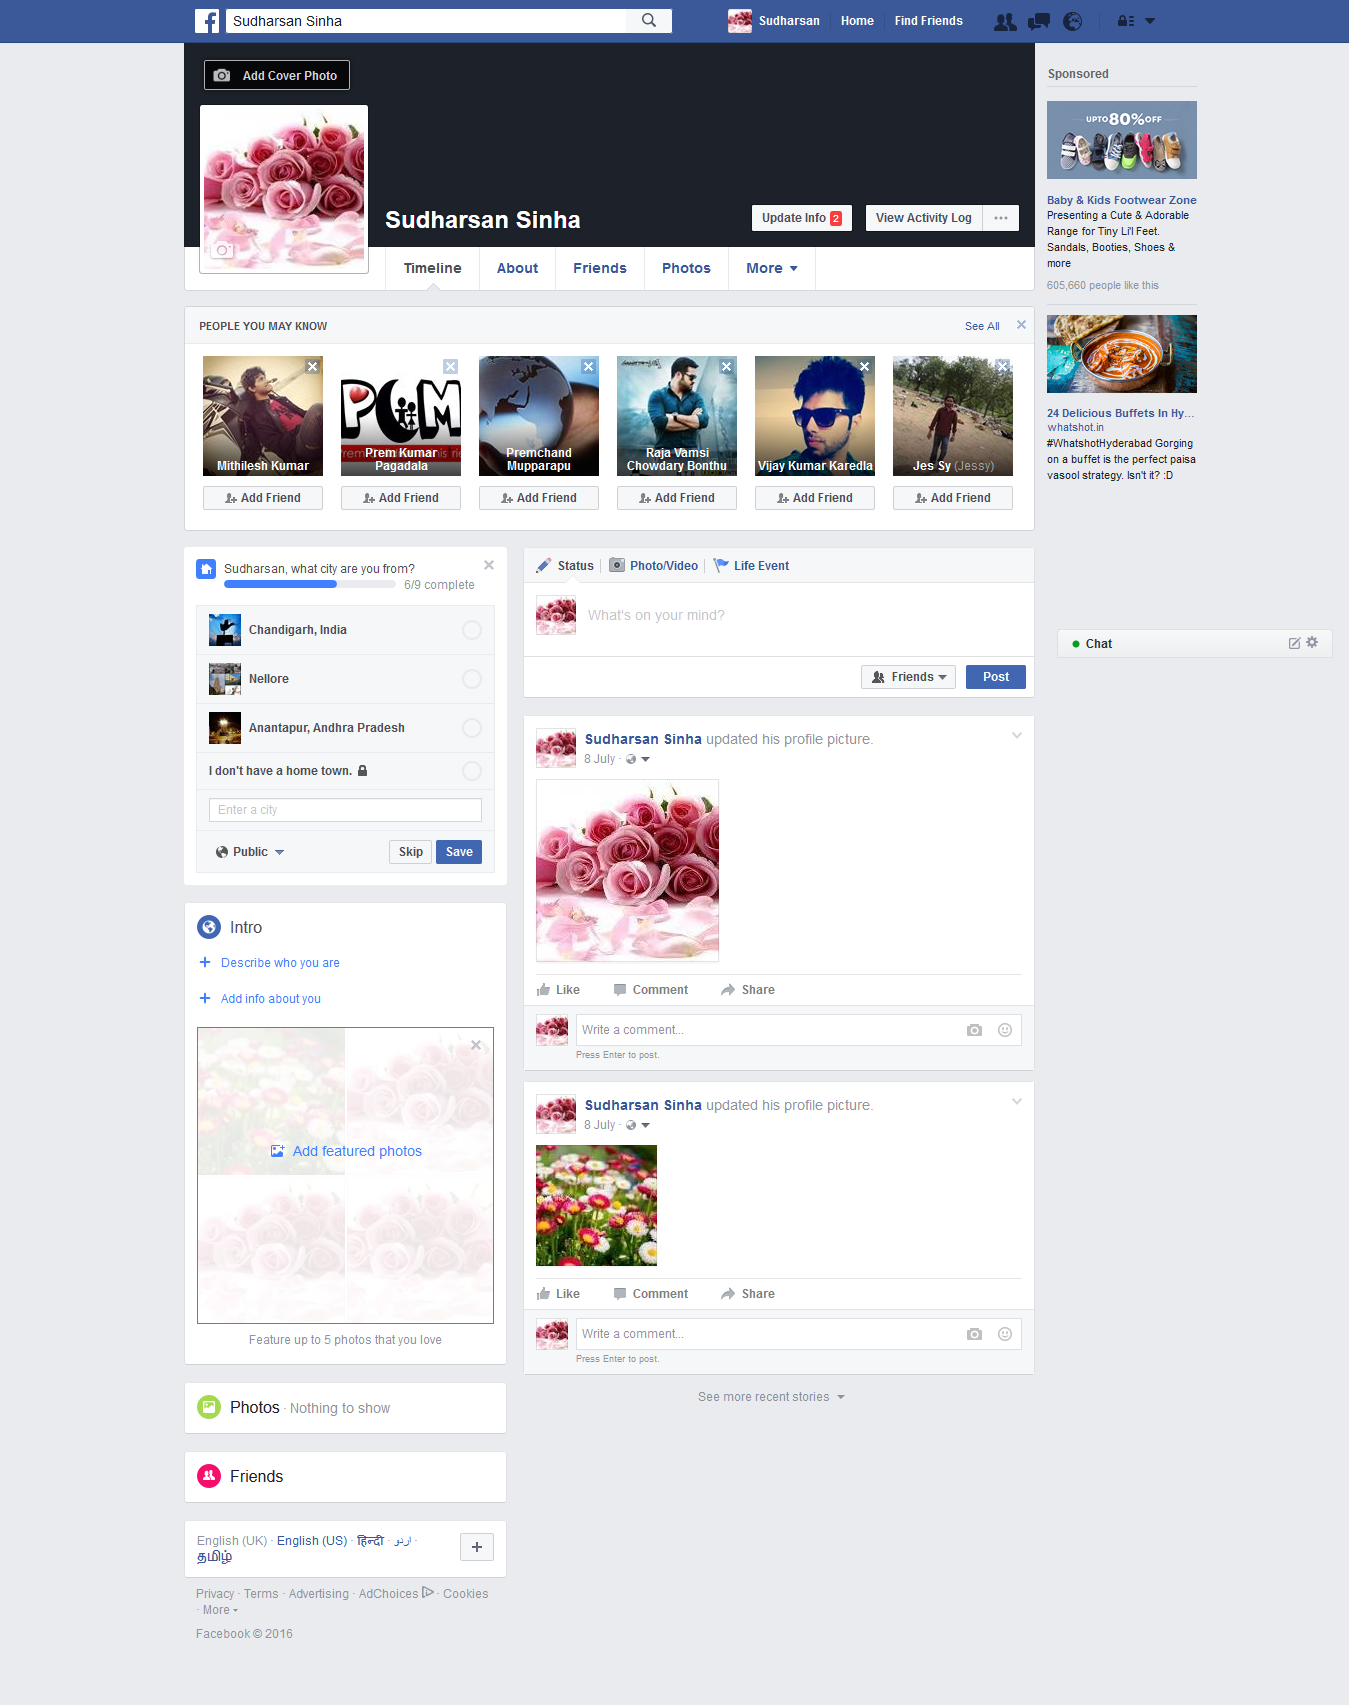 Sudharsan Sinha
Sudharsan Home Find Friends
Add Cover Photo
Sudharsan Sinha
Update Info 2
View Activity Log
Timeline About Friends Photos More
PEOPLE YOU MAY KNOW
See All
Mithilesh Kumar
Prem Kumar
Pagadala
Premchand
Mupparapu
Raja Vamsi
Chowdary Bonthu
Vijay Kumar Karedla
Jes Sy (Jessy)
Add Friend Add Friend Add Friend Add Friend Add Friend Add Friend
Sudharsan, what city are you from?
6/9 complete
Chandigarh, India
Nellore
Anantapur, Andhra Pradesh
I don't have a home town.
Enter a city
Public
Skip
Save
Intro
Describe who you are
Add info about you
Add featured photos
Feature up to 5 photos that you love
Photos · Nothing to show
Friends
English (UK) · English (US) · हिन्दी · اردو ·
தமிழ்
Privacy · Terms · Advertising · AdChoices · Cookies
· More
Facebook © 2016
Status Photo/Video Life Event
What's on your mind?
Friends
Post
Sudharsan Sinha updated his profile picture.
8 July ·
Like Comment Share
Write a comment...
Press Enter to post.
Sudharsan Sinha updated his profile picture.
8 July ·
Like Comment Share
Write a comment...
Press Enter to post.
See more recent stories
Sponsored
UPTO 80% OFF
Baby & Kids Footwear Zone
Presenting a Cute & Adorable
Range for Tiny Li'l Feet.
Sandals, Booties, Shoes &
more
605,660 people like this
24 Delicious Buffets In Hy...
whatshot.in
#WhatshotHyderabad Gorging
on a buffet is the perfect paisa
vasool strategy. Isn't it? :D
Chat